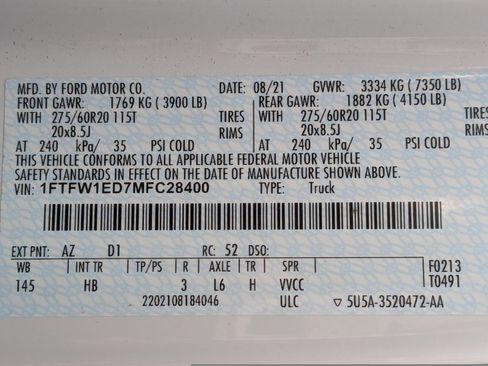 MFD. BY FORD MOTOR CO. DATE: 08/21 GVWR: 3334 KG (7350 LB)
FRONT GAWR: 1769 KG (3900 LB) REAR GAWR: 1882 KG (4150 LB)
WITH 275/60R20 115T TIRES WITH 275/60R20 115T TIRES
20x8.5J RIMS 20x8.5J RIMS
AT 240 kPa/ 35 PSI COLD AT 240 kPa/ 35 PSI COLD
THIS VEHICLE CONFORMS TO ALL APPLICABLE FEDERAL MOTOR VEHICLE
SAFETY STANDARDS IN EFFECT ON THE DATE OF MANUFACTURE SHOWN ABOVE.
VIN: 1FTFW1ED7MFC28400 TYPE: Truck
EXT PNT: AZ D1 RC: 52 DSO:
WB INT TR TP/PS R AXLE TR SPR F0213
145 HB 3 L6 H VVCC T0491
2202108184046 ULC ▽ 5U5A-3520472-AA